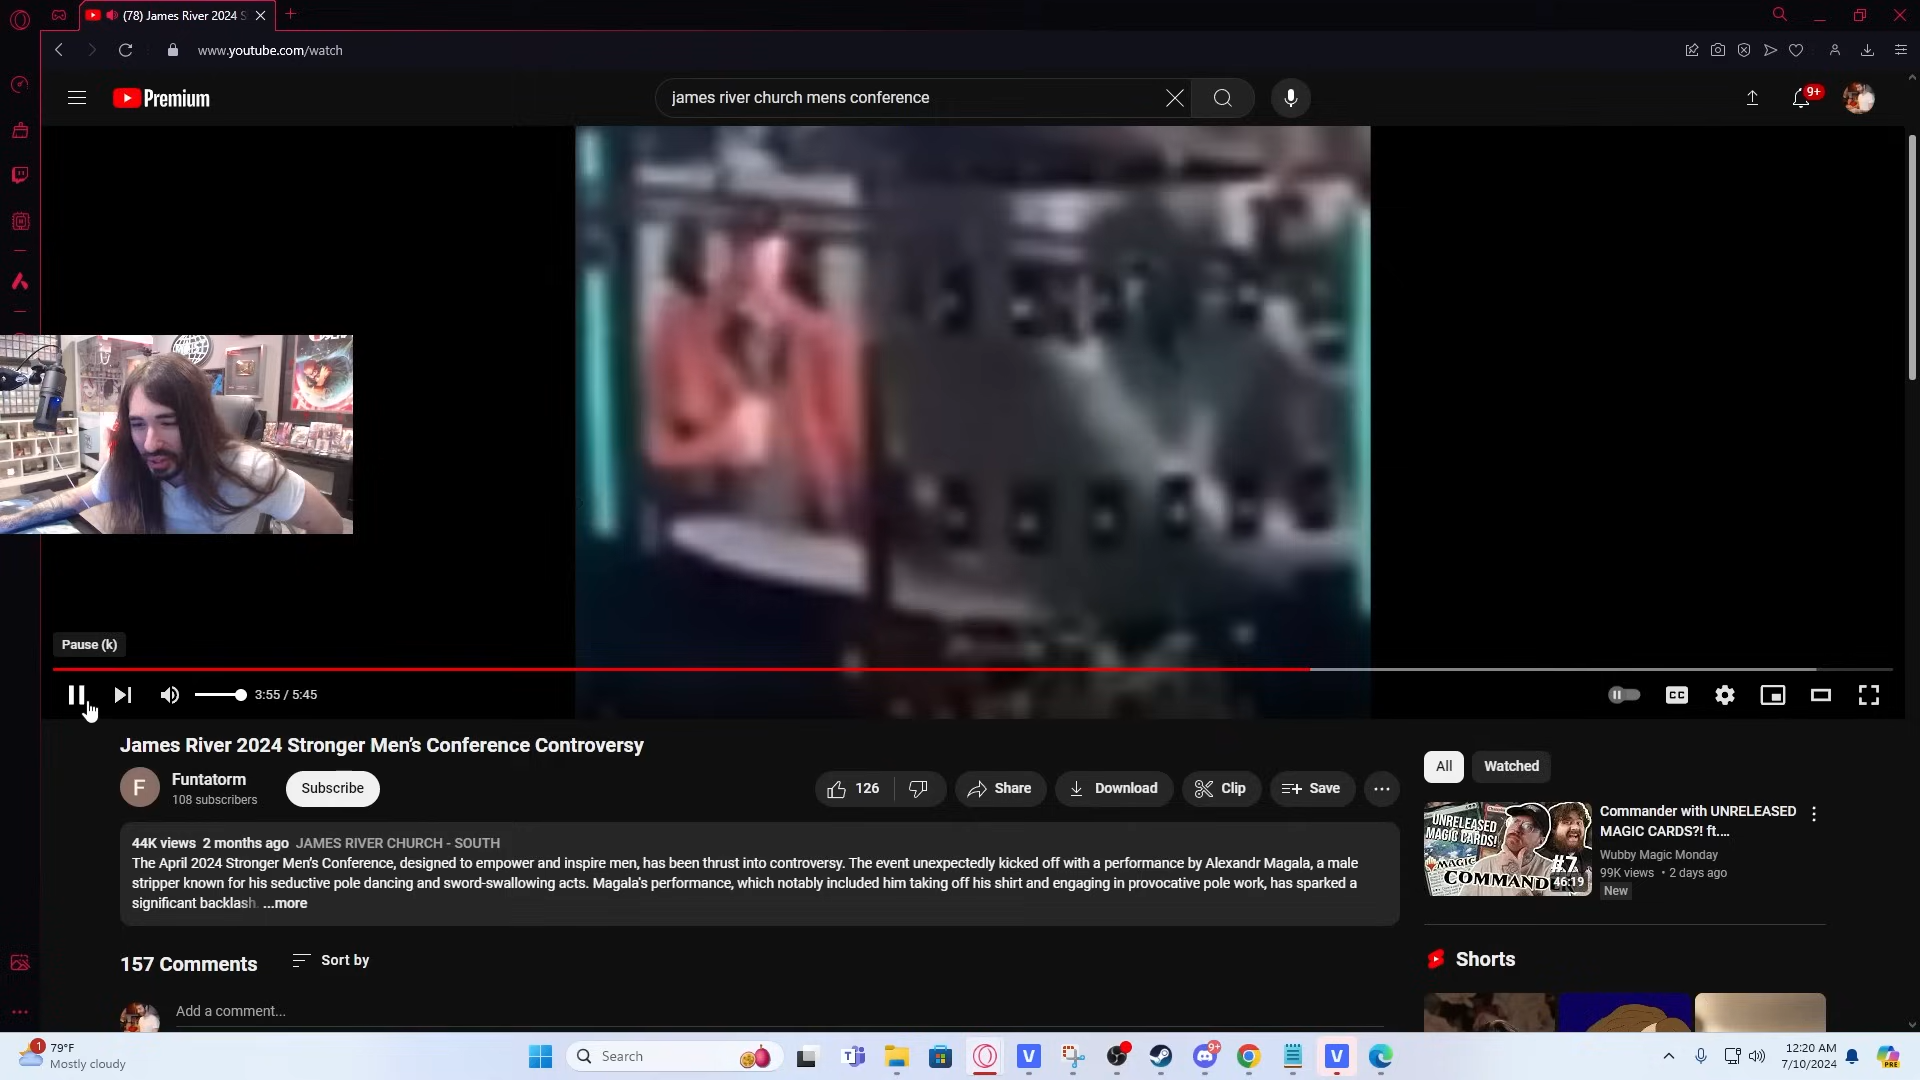 (78) James River 2024 S
www.youtube.com/watch
Premium
james river church mens conference
9+
Pause (k)
3:55 / 5:45
CC
James River 2024 Stronger Men's Conference Controversy
F
Funtatorm
108 subscribers
Subscribe
126
Share
Download
Clip
Save
All
Watched
44K views 2 months ago JAMES RIVER CHURCH - SOUTH
The April 2024 Stronger Men's Conference, designed to empower and inspire men, has been thrust into controversy. The event unexpectedly kicked off with a performance by Alexandr Magala, a male
stripper known for his seductive pole dancing and sword-swallowing acts. Magala's performance, which notably included him taking off his shirt and engaging in provocative pole work, has sparked a
significant backlash. ...more
UNRELEASED
MAGIC CARDS!
MAGIC
COMMAND
#7
46:19
Commander with UNRELEASED
MAGIC CARDS?! ft....
Wubby Magic Monday
99K views • 2 days ago
New
157 Comments
Sort by
Add a comment...
Shorts
1
79°F
Mostly cloudy
Search
9+
12:20 AM
7/10/2024
PRE